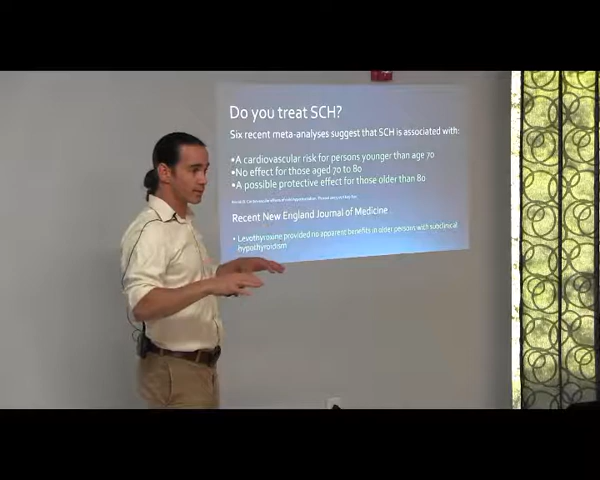 Do you treat SCH?
Six recent meta-analyses suggest that SCH is associated with:
•A cardiovascular risk for persons younger than age 70
•No effect for those aged 70 to 80
•A possible protective effect for those older than 80
Recent New England Journal of Medicine
• Levothyroxine provided no apparent benefits in older persons with subclinical
hypothyroidism